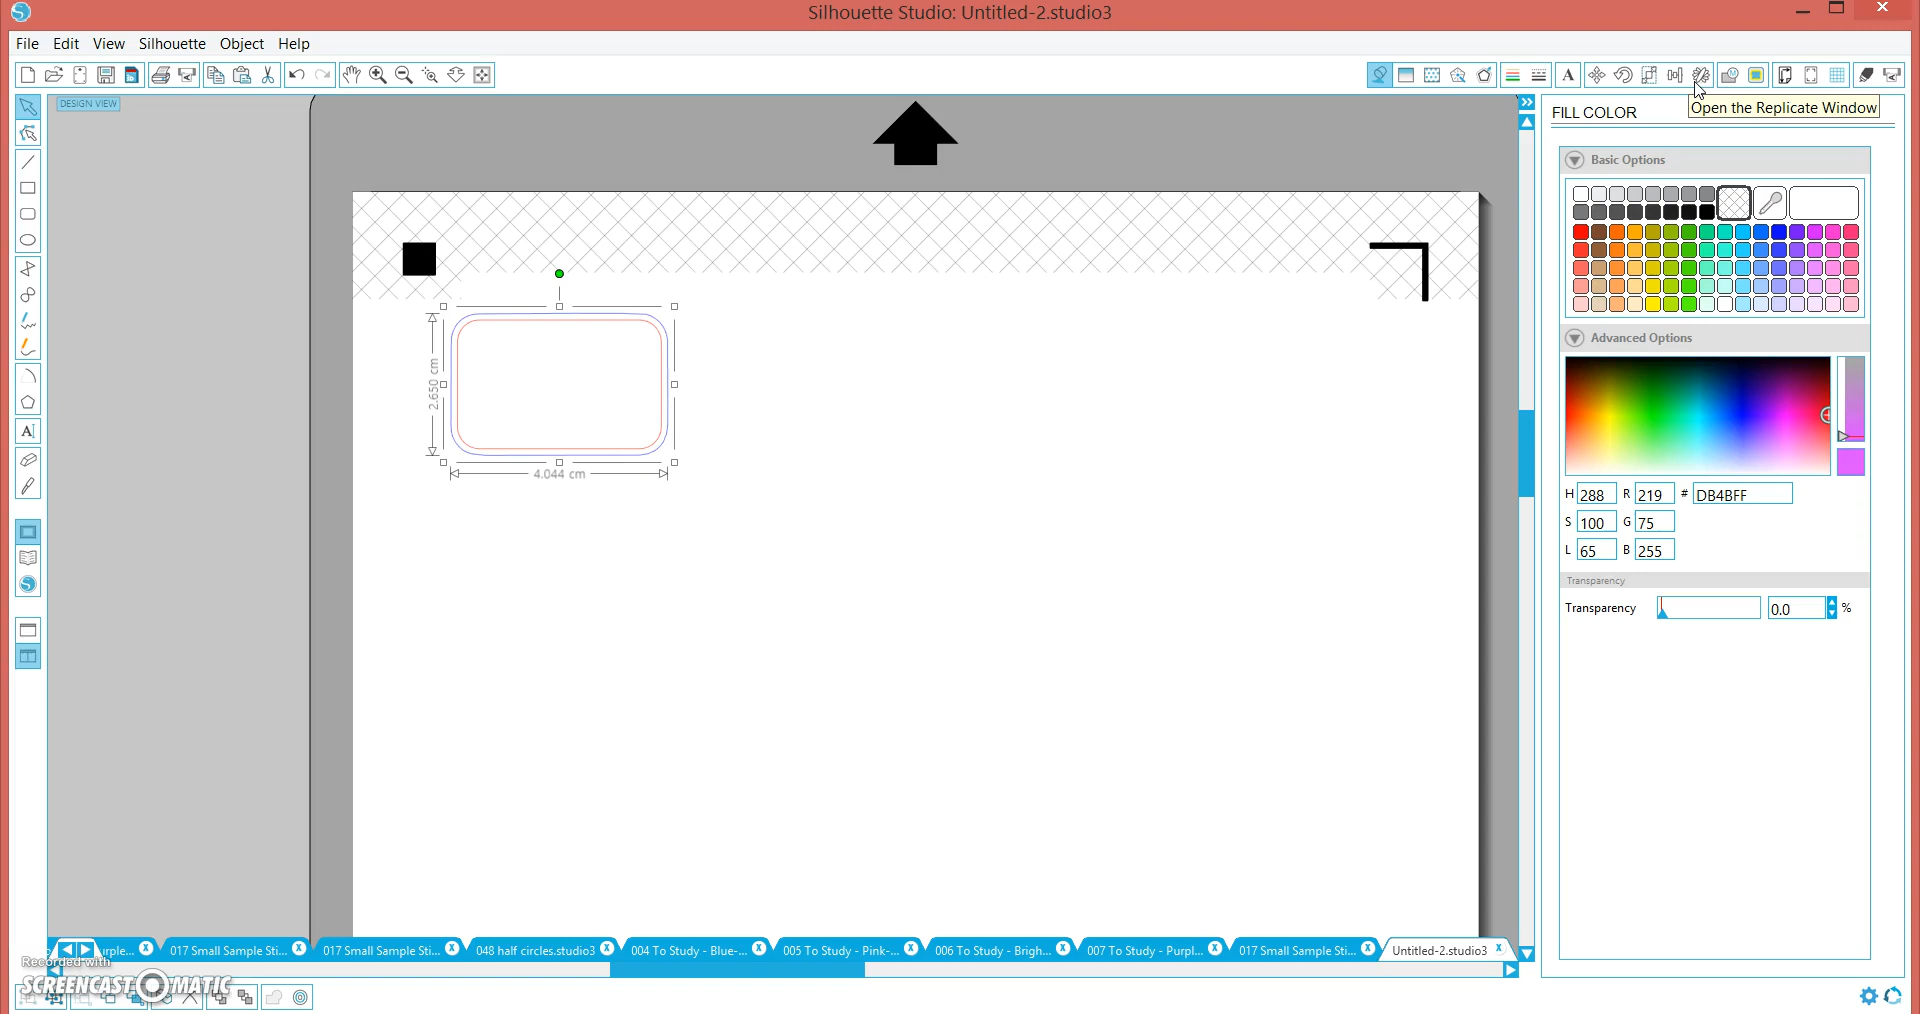 Silhouette Studio: Untitled-2.studio3
File Edit View Silhouette Object Help
DESIGN VIEW
Open the Replicate Window
FILL COLOR
Basic Options
Advanced Options
2.650 cm
4.044 cm
H 288 R 219 # DB4BFF
S 100 G 75
L 65 B 255
Transparency
Transparency 0.0 %
urple... 017 Small Sample Sti... 017 Small Sample Sti... 048 half circles.studio3 004 To Study - Blue-... 005 To Study - Pink-... 006 To Study - Brigh... 007 To Study - Purpl... 017 Small Sample Sti... Untitled-2.studio3
Recorded with
SCREENCAST MATIC